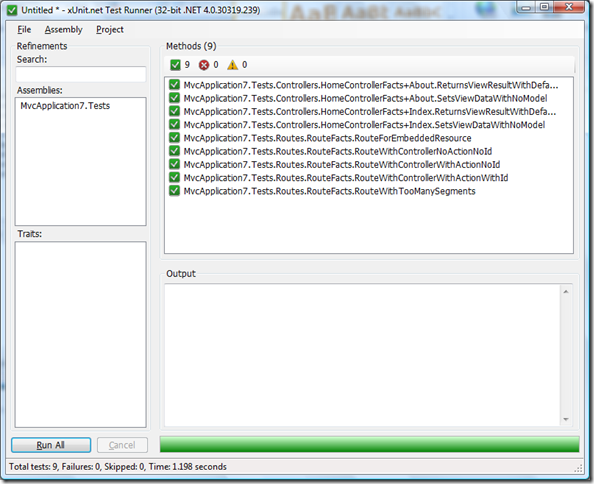 Untitled * - xUnit.net Test Runner (32-bit .NET 4.0.30319.239)
File Assembly Project
Refinements
Search:
Assemblies:
MvcApplication7.Tests
Traits:
Methods (9)
9 0 0
MvcApplication7.Tests.Controllers.HomeControllerFacts+About.ReturnsViewResultWithDefa...
MvcApplication7.Tests.Controllers.HomeControllerFacts+About.SetsViewDataWithNoModel
MvcApplication7.Tests.Controllers.HomeControllerFacts+Index.ReturnsViewResultWithDefa...
MvcApplication7.Tests.Controllers.HomeControllerFacts+Index.SetsViewDataWithNoModel
MvcApplication7.Tests.Routes.RouteFacts.RouteForEmbeddedResource
MvcApplication7.Tests.Routes.RouteFacts.RouteWithControllerNoActionNoId
MvcApplication7.Tests.Routes.RouteFacts.RouteWithControllerWithActionNoId
MvcApplication7.Tests.Routes.RouteFacts.RouteWithControllerWithActionWithId
MvcApplication7.Tests.Routes.RouteFacts.RouteWithTooManySegments
Output
Run All Cancel
Total tests: 9, Failures: 0, Skipped: 0, Time: 1.198 seconds